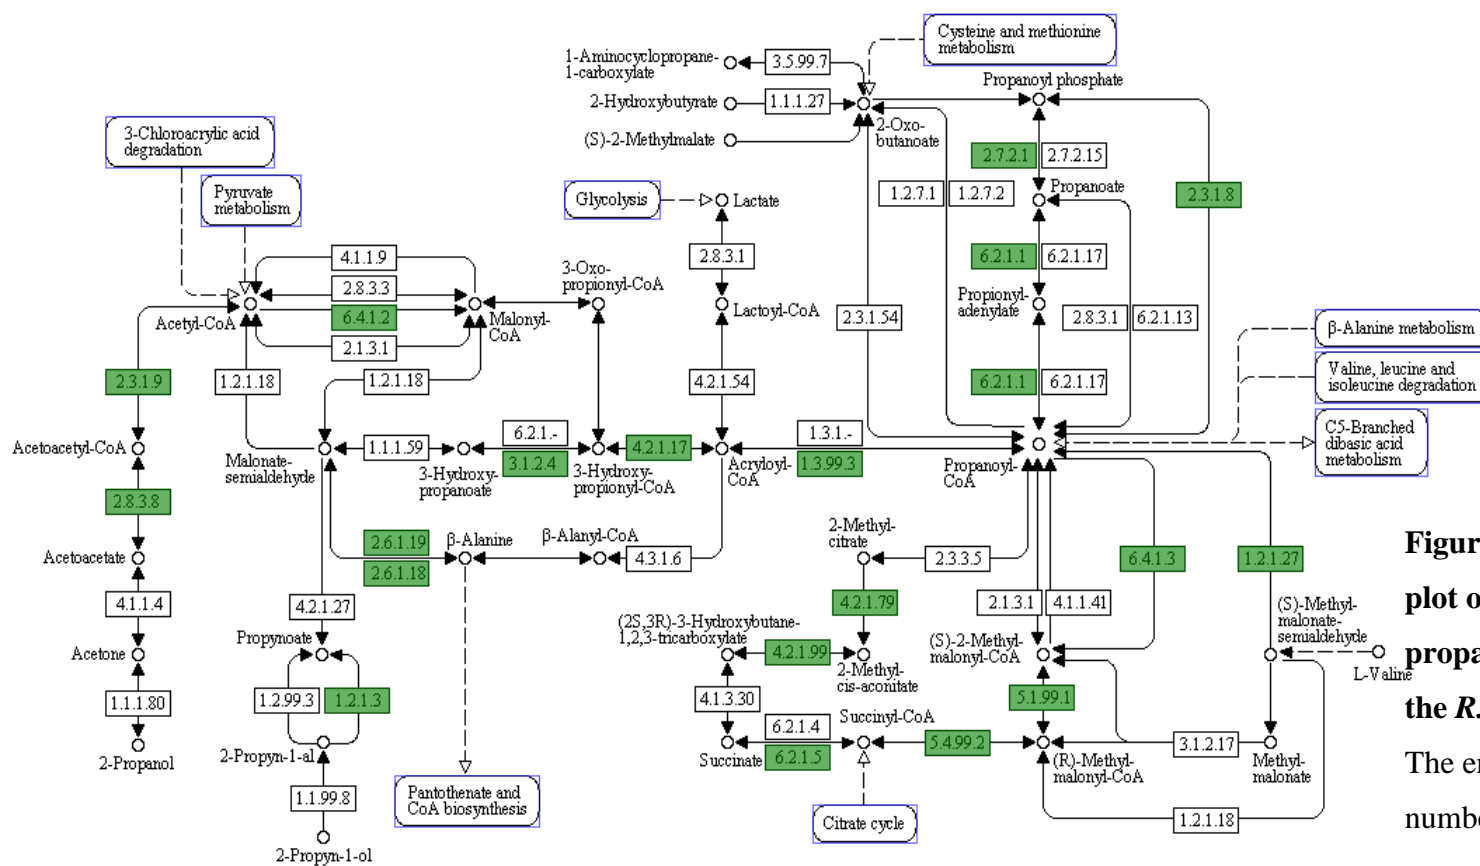 Cysteine and methionine
metabolism
1-Aminocyclopropane-
1-carboxylate
3.5.99.7
Propanoyl phosphate
2-Hydroxybutyrate
1.1.1.27
(S)-2-Methylmalate
2-Oxo-
butanoate
3-Chloroacrylic acid
degradation
2.7.2.1
2.7.2.15
Pyruvate
metabolism
Glycolysis
Lactate
1.2.7.1
1.2.7.2
Propanoate
2.3.1.8
4.1.1.9
2.8.3.1
6.2.1.1
6.2.1.17
3-Oxo-
propionyl-CoA
2.8.3.3
Acetyl-CoA
6.4.1.2
Malonyl-
CoA
Lactoyl-CoA
Propionyl-
adenylate
2.3.1.54
2.8.3.1
6.2.1.13
β-Alanine metabolism
2.1.3.1
2.3.1.9
1.2.1.18
1.2.1.18
4.2.1.54
6.2.1.1
6.2.1.17
Valine, leucine and
isoleucine degradation
Acetoacetyl-CoA
6.2.1.-
1.3.1.-
C5-Branched
dibasic acid
metabolism
1.1.1.59
4.2.1.17
Malonate-
semialdehyde
3-Hydroxy-
propanoate
3.1.2.4
3-Hydroxy-
propionyl-CoA
Acryloyl-
CoA
1.3.99.3
Propanoyl-
CoA
2.8.3.8
2.6.1.19
β-Alanine
β-Alanyl-CoA
2-Methyl-
citrate
Acetoacetate
2.6.1.18
4.3.1.6
2.3.3.5
6.4.1.3
1.2.1.27
Figur
4.1.1.4
4.2.1.27
4.2.1.79
2.1.3.1
4.1.1.41
(S)-Methyl-
malonate-
semialdehyde
plot o
Propynoate
(2S,3R)-3-Hydroxybutane-
1,2,3-tricarboxylate
(S)-2-Methyl-
malonyl-CoA
Acetone
4.2.1.99
2-Methyl-
cis-aconitate
L-Valine
propa
1.1.1.80
1.2.99.3
1.2.1.3
4.1.3.30
5.1.99.1
the R.
6.2.1.4
Succinyl-CoA
2-Propanol
2-Propyn-1-al
Succinate
6.2.1.5
5.4.99.2
(R)-Methyl-
malonyl-CoA
3.1.2.17
Methyl-
malonate
The en
1.1.99.8
Pantothenate and
CoA biosynthesis
Citrate cycle
1.2.1.18
numbe
2-Propyn-1-ol